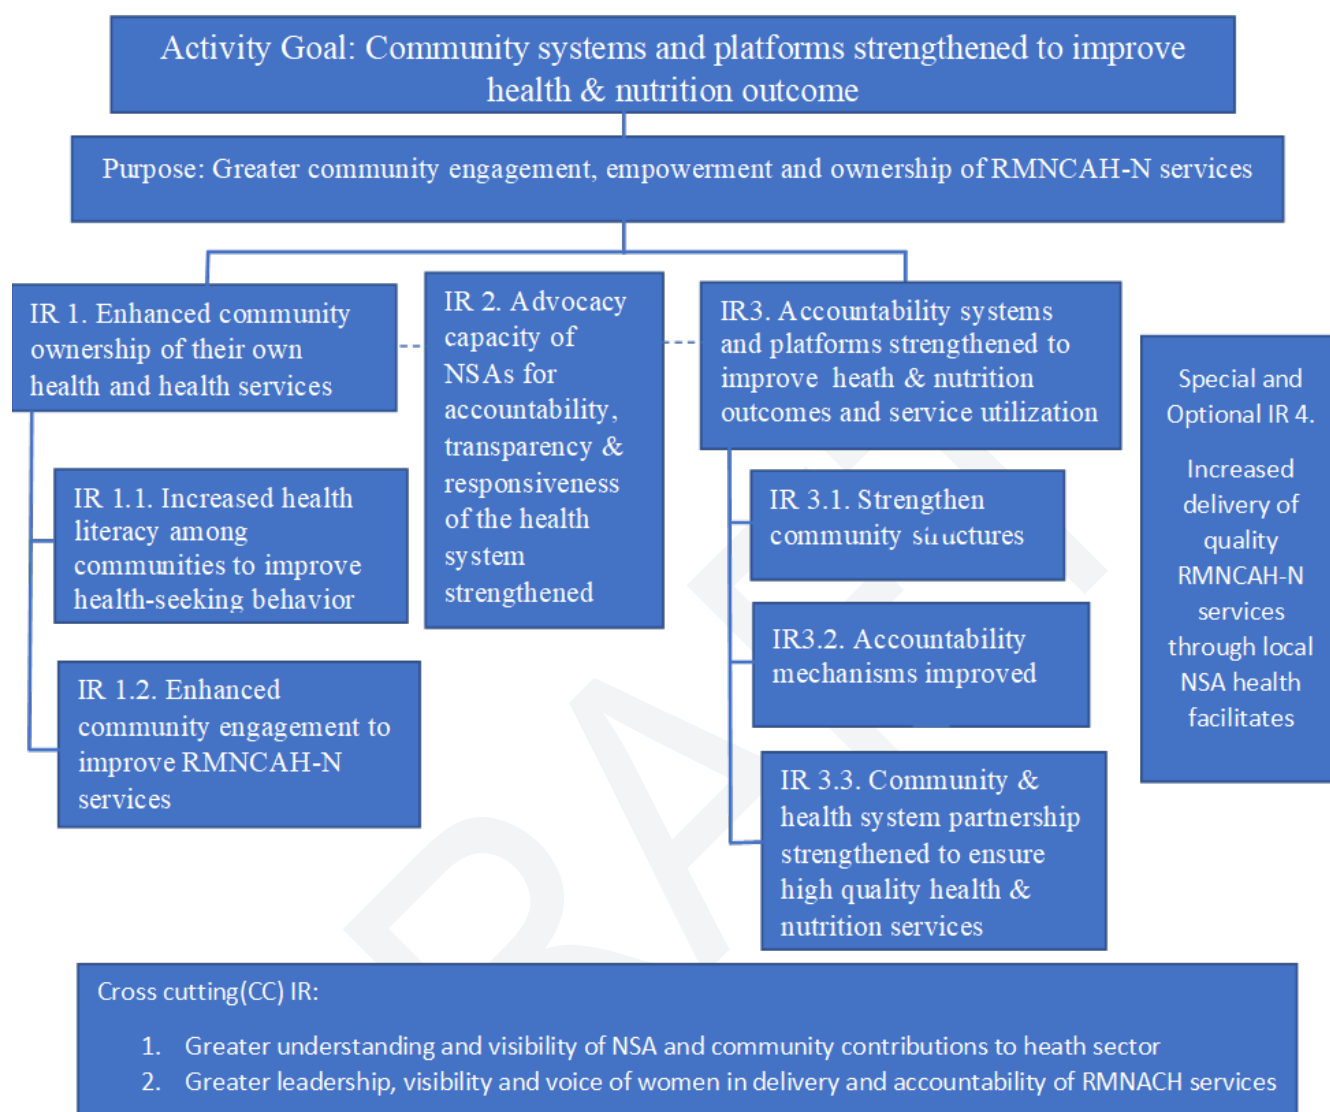 Activity Goal: Community systems and platforms strengthened to improve
health & nutrition outcome
Purpose: Greater community engagement, empowerment and ownership of RMNCAH-N services
IR 1. Enhanced community
ownership of their own
health and health services
IR 1.1. Increased health
literacy among
communities to improve
health-seeking behavior
IR 1.2. Enhanced
community engagement to
improve RMNCAH-N
services
IR 2. Advocacy
capacity of
NSAs for
accountability,
transparency &
responsiveness
of the health
system
strengthened
IR3. Accountability systems
and platforms strengthened to
improve heath & nutrition
outcomes and service utilization
IR 3.1. Strengthen
community structures
IR3.2. Accountability
mechanisms improved
IR 3.3. Community &
health system partnership
strengthened to ensure
high quality health &
nutrition services
Special and
Optional IR 4.
Increased
delivery of
quality
RMNCAH-N
services
through local
NSA health
facilitates
Cross cutting(CC) IR:
1. Greater understanding and visibility of NSA and community contributions to heath sector
2. Greater leadership, visibility and voice of women in delivery and accountability of RMNACH services
DRAFT